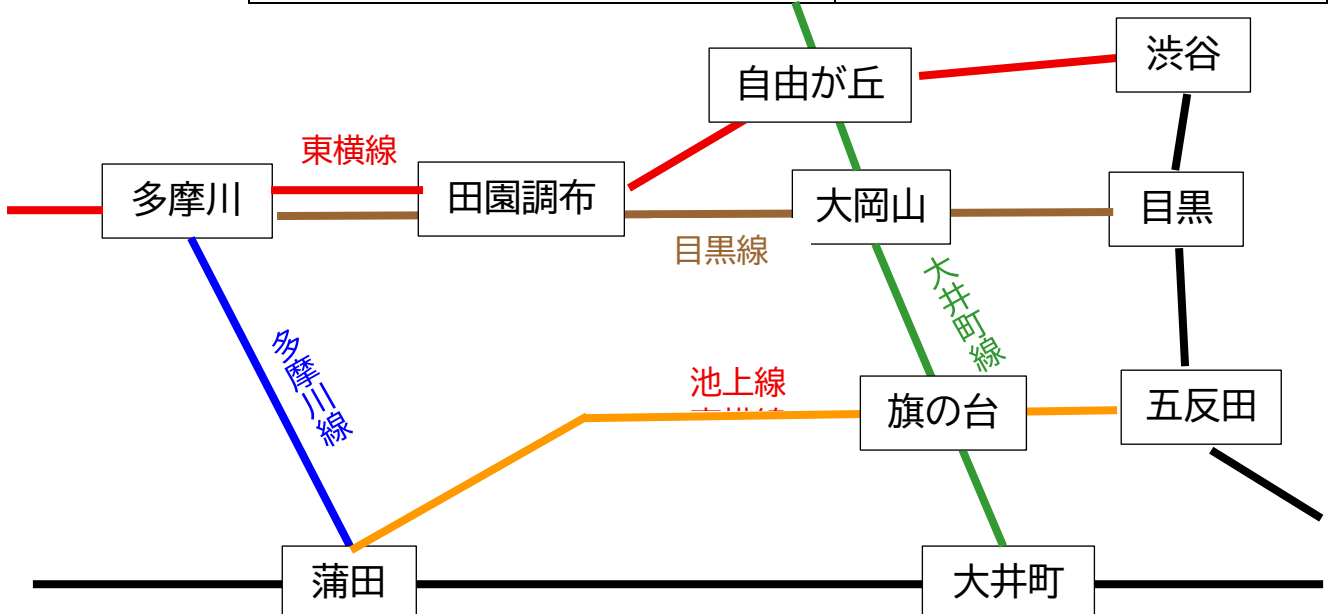 渋谷
自由が丘
東横線
多摩川
田園調布
大岡山
目黒
目黒線
大井町線
多摩川線
池上線
旗の台
五反田
蒲田
大井町